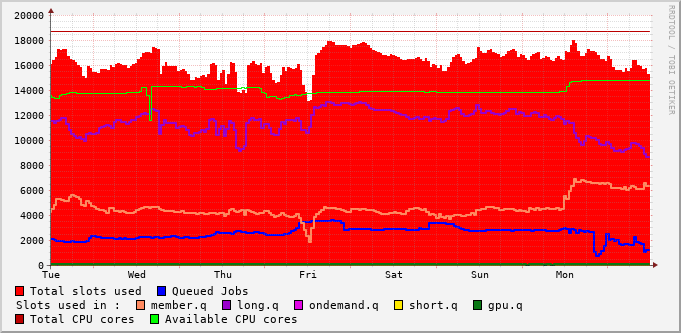 20000
18000
16000
14000
12000
10000
8000
6000
4000
2000
0
Tue Wed Thu Fri Sat Sun Mon
RRDTOOL / TOBI OETIKER
Total slots used Queued Jobs
Slots used in : member.q long.q ondemand.q short.q gpu.q
Total CPU cores Available CPU cores